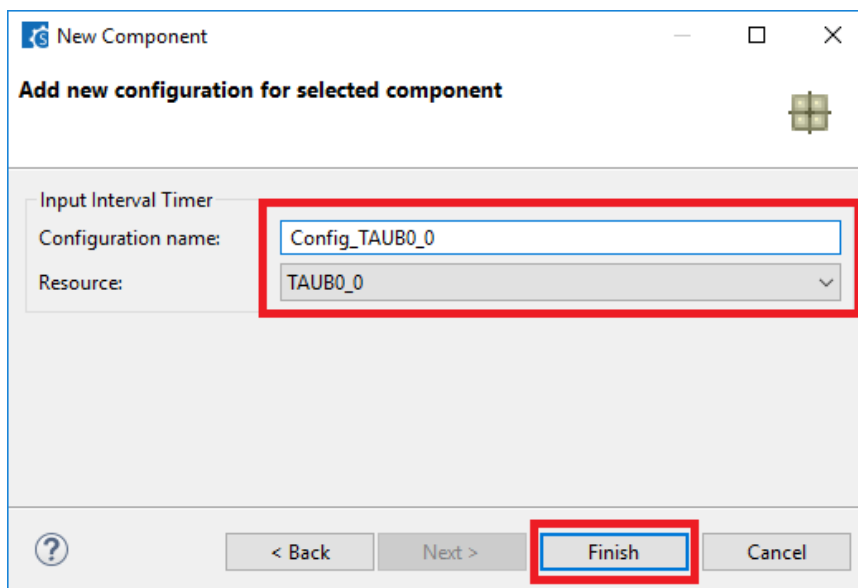 New Component
Add new configuration for selected component
Input Interval Timer
Configuration name: Config_TAUB0_0
Resource: TAUB0_0
? < Back Next > Finish Cancel